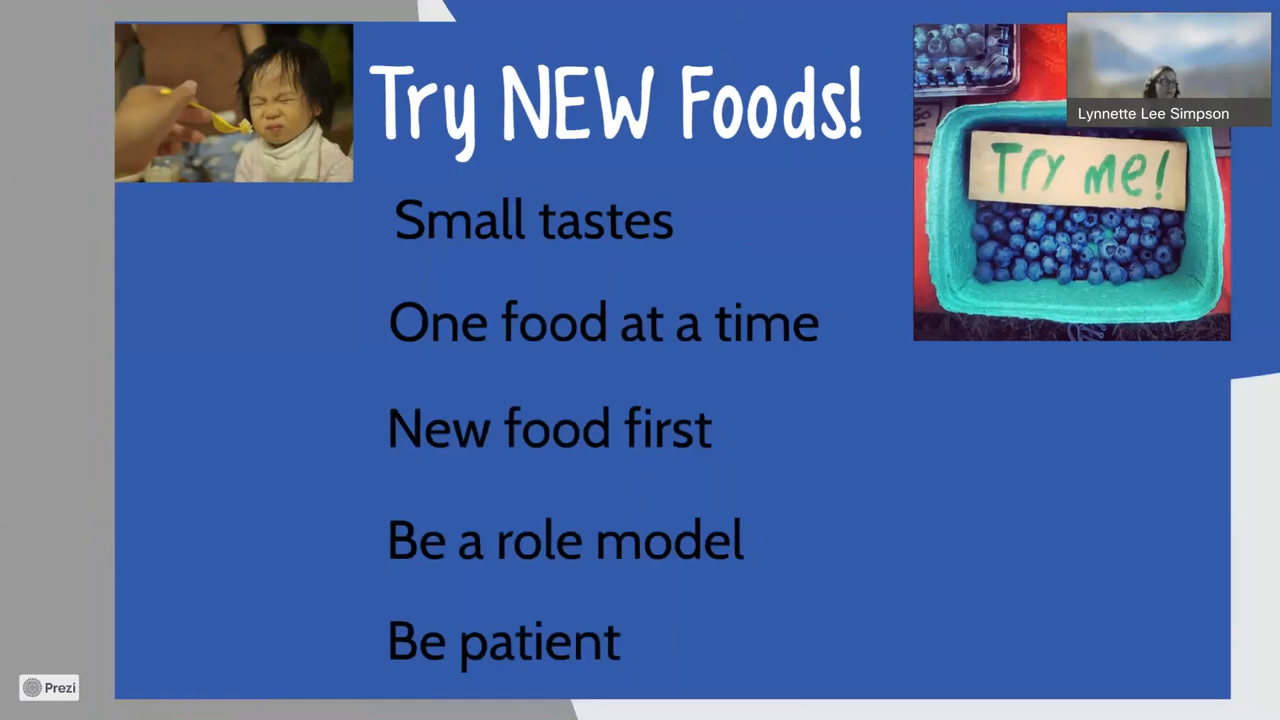 Try NEW Foods!
Lynnette Lee Simpson
Try me!
Small tastes
One food at a time
New food first
Be a role model
Be patient
Prezi